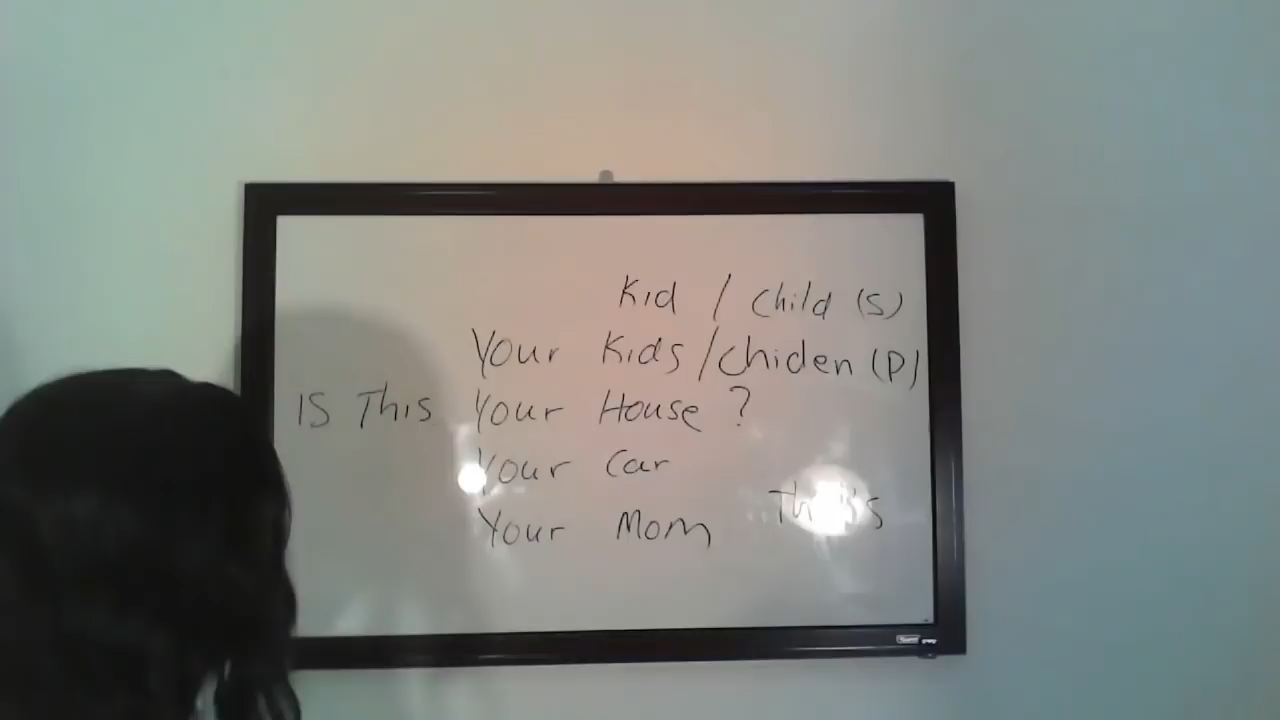 Kid / Child (S)
Your Kids / Chiden (P)
Is This Your House ?
Your Car
Your Mom